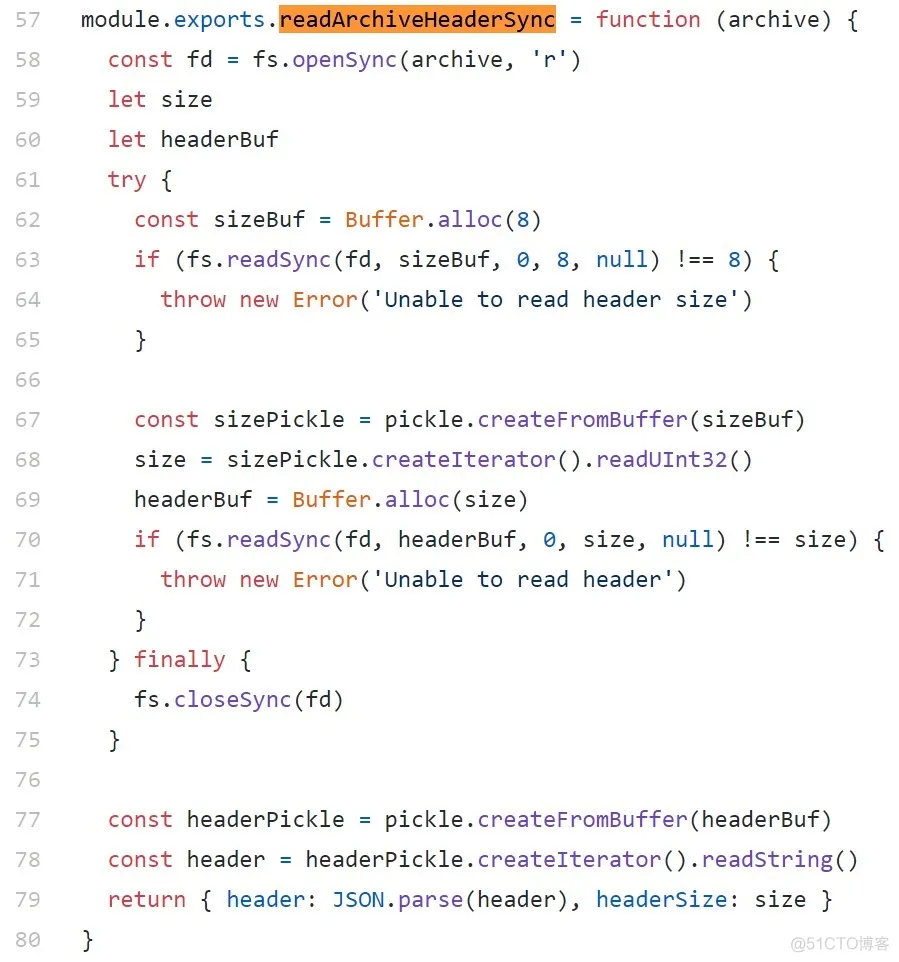 57 module.exports.readArchiveHeaderSync = function (archive) {
58 const fd = fs.openSync(archive, 'r')
59 let size
60 let headerBuf
61 try {
62 const sizeBuf = Buffer.alloc(8)
63 if (fs.readSync(fd, sizeBuf, 0, 8, null) !== 8) {
64 throw new Error('Unable to read header size')
65 }
66
67 const sizePickle = pickle.createFromBuffer(sizeBuf)
68 size = sizePickle.createIterator().readUInt32()
69 headerBuf = Buffer.alloc(size)
70 if (fs.readSync(fd, headerBuf, 0, size, null) !== size) {
71 throw new Error('Unable to read header')
72 }
73 } finally {
74 fs.closeSync(fd)
75 }
76
77 const headerPickle = pickle.createFromBuffer(headerBuf)
78 const header = headerPickle.createIterator().readString()
79 return { header: JSON.parse(header), headerSize: size }
80 }
@51CTO博客